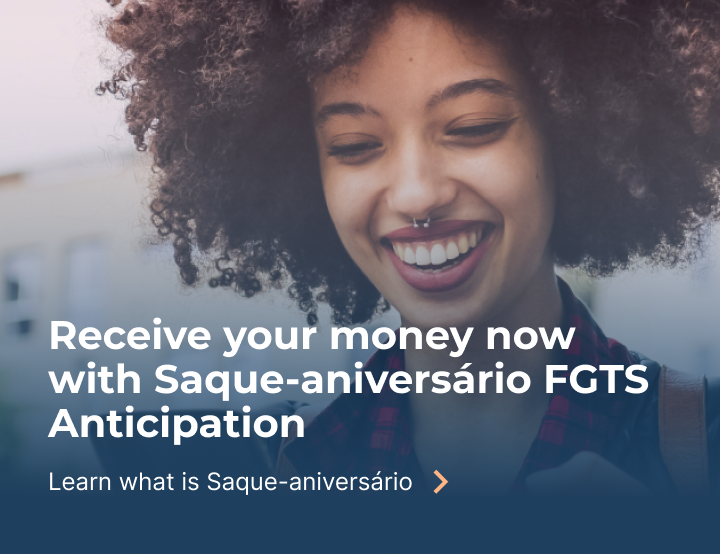 Receive your money now
with Saque-aniversário FGTS
Anticipation
Learn what is Saque-aniversário